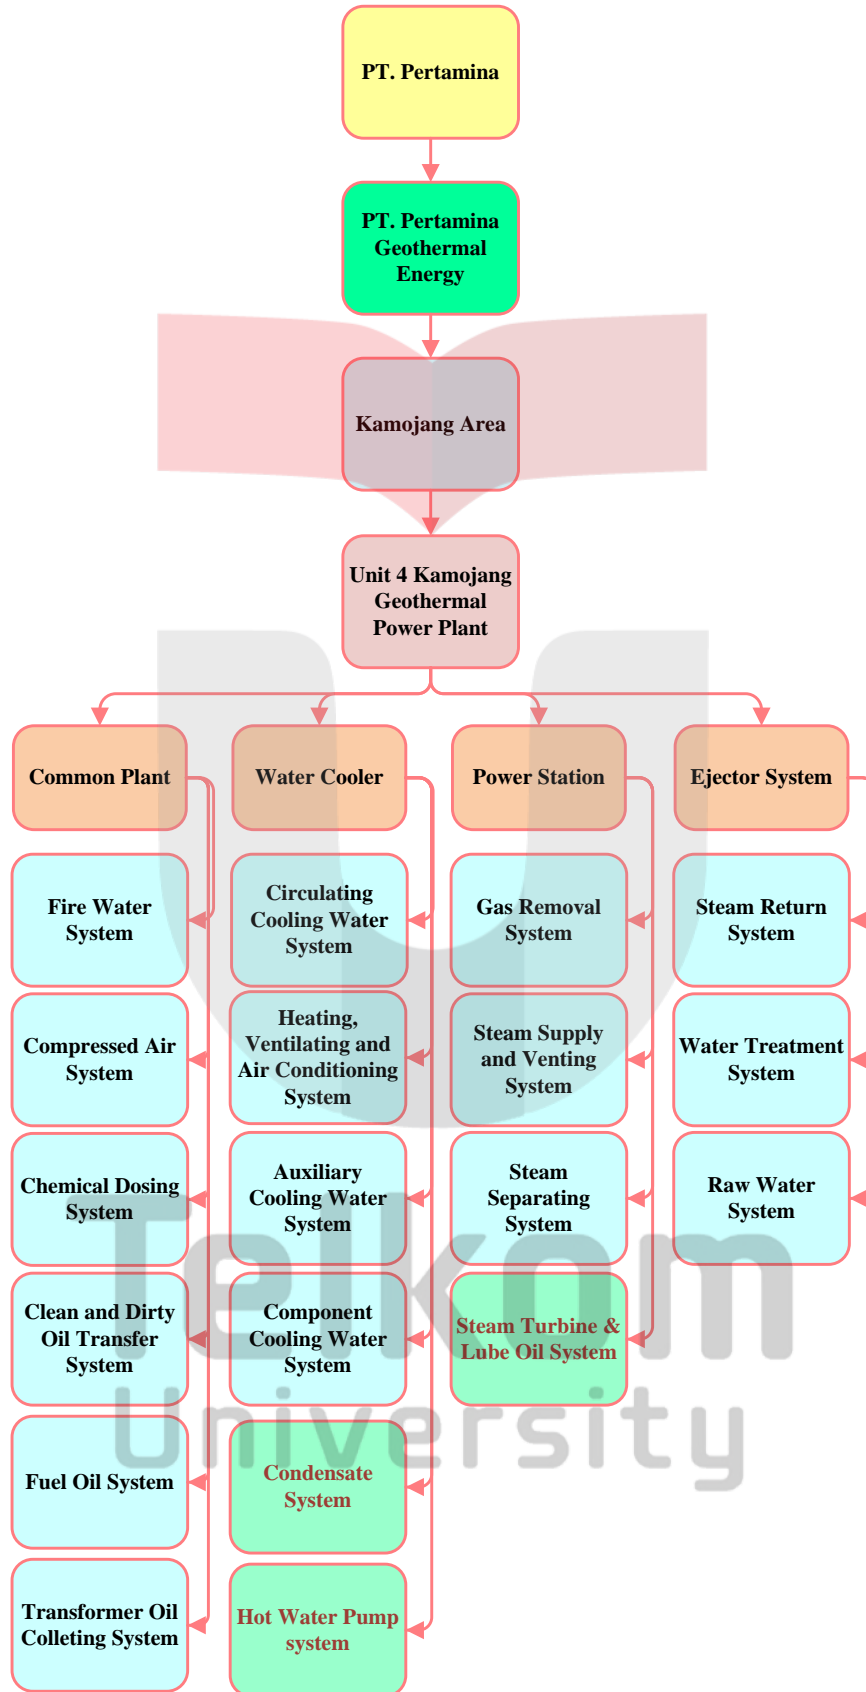 PT. Pertamina
PT. Pertamina
Geothermal
Energy
Kamojang Area
Unit 4 Kamojang
Geothermal
Power Plant
Common Plant
Water Cooler
Power Station
Ejector System
Fire Water
System
Circulating
Cooling Water
System
Gas Removal
System
Steam Return
System
Compressed Air
System
Heating,
Ventilating and
Air Conditioning
System
Steam Supply
and Venting
System
Water Treatment
System
Chemical Dosing
System
Auxiliary
Cooling Water
System
Steam
Separating
System
Raw Water
System
Clean and Dirty
Oil Transfer
System
Component
Cooling Water
System
Steam Turbine &
Lube Oil System
Fuel Oil System
Condensate
System
Transformer Oil
Colleting System
Hot Water Pump
system
Telkom
University